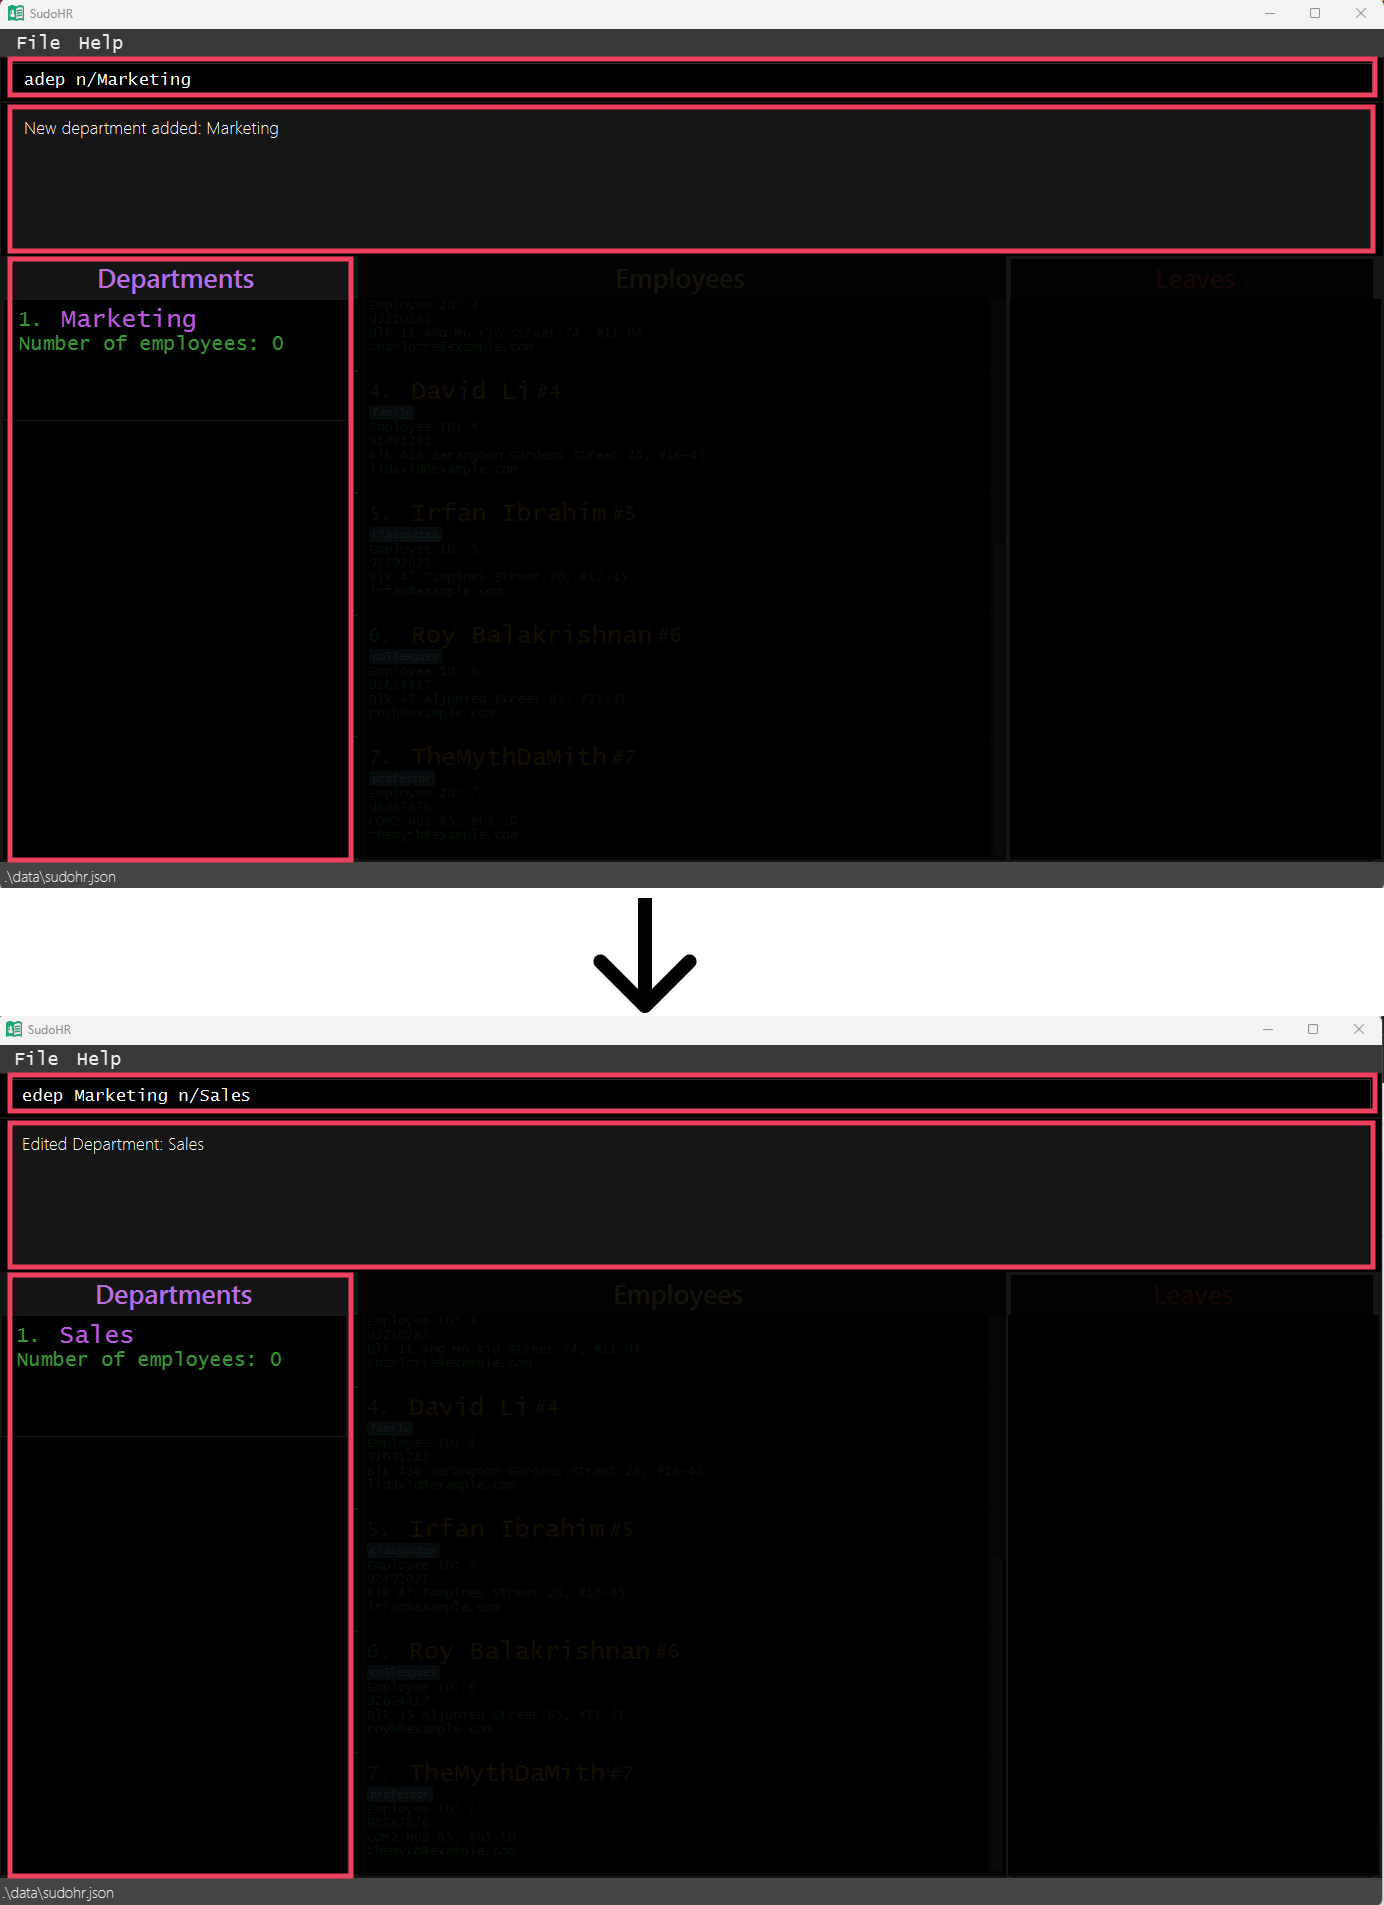 SudoHR
File Help
adep n/Marketing
New department added: Marketing
Departments
Employees
Leaves
1. Marketing
Number of employees: 0
Employee ID: 3
93210283
Blk 11 Ang Mo Kio Street 74, #11-04
charlotte@example.com
4. David Li #4
family
Employee ID: 4
91031282
Blk 436 Serangoon Gardens Street 26, #16-43
lidavid@example.com
5. Irfan Ibrahim #5
classmates
Employee ID: 5
92492021
Blk 47 Tampines Street 20, #17-35
irfan@example.com
6. Roy Balakrishnan #6
colleagues
Employee ID: 6
92624417
Blk 45 Aljunied Street 85, #11-31
royb@example.com
7. TheMythDaMith #7
professor
Employee ID: 7
98987676
COM2 NUS 85, #03-10
themyth@example.com
.\data\sudohr.json
SudoHR
File Help
edep Marketing n/Sales
Edited Department: Sales
Departments
Employees
Leaves
1. Sales
Number of employees: 0
Employee ID: 3
93210283
Blk 11 Ang Mo Kio Street 74, #11-04
charlotte@example.com
4. David Li #4
family
Employee ID: 4
91031282
Blk 436 Serangoon Gardens Street 26, #16-43
lidavid@example.com
5. Irfan Ibrahim #5
classmates
Employee ID: 5
92492021
Blk 47 Tampines Street 20, #17-35
irfan@example.com
6. Roy Balakrishnan #6
colleagues
Employee ID: 6
92624417
Blk 45 Aljunied Street 85, #11-31
royb@example.com
7. TheMythDaMith #7
professor
Employee ID: 7
98987676
COM2 NUS 85, #03-10
themyth@example.com
.\data\sudohr.json